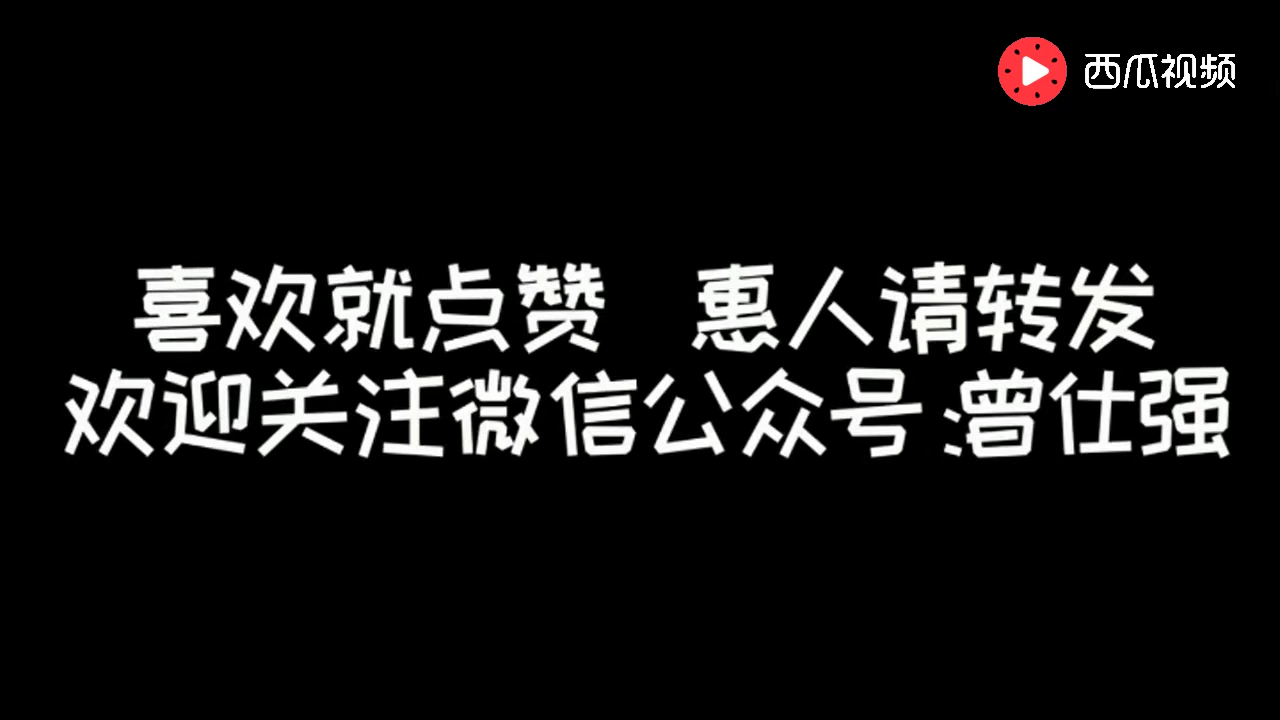 西瓜视频
喜欢就点赞 惠人请转发
欢迎关注微信公众号:曾仕强